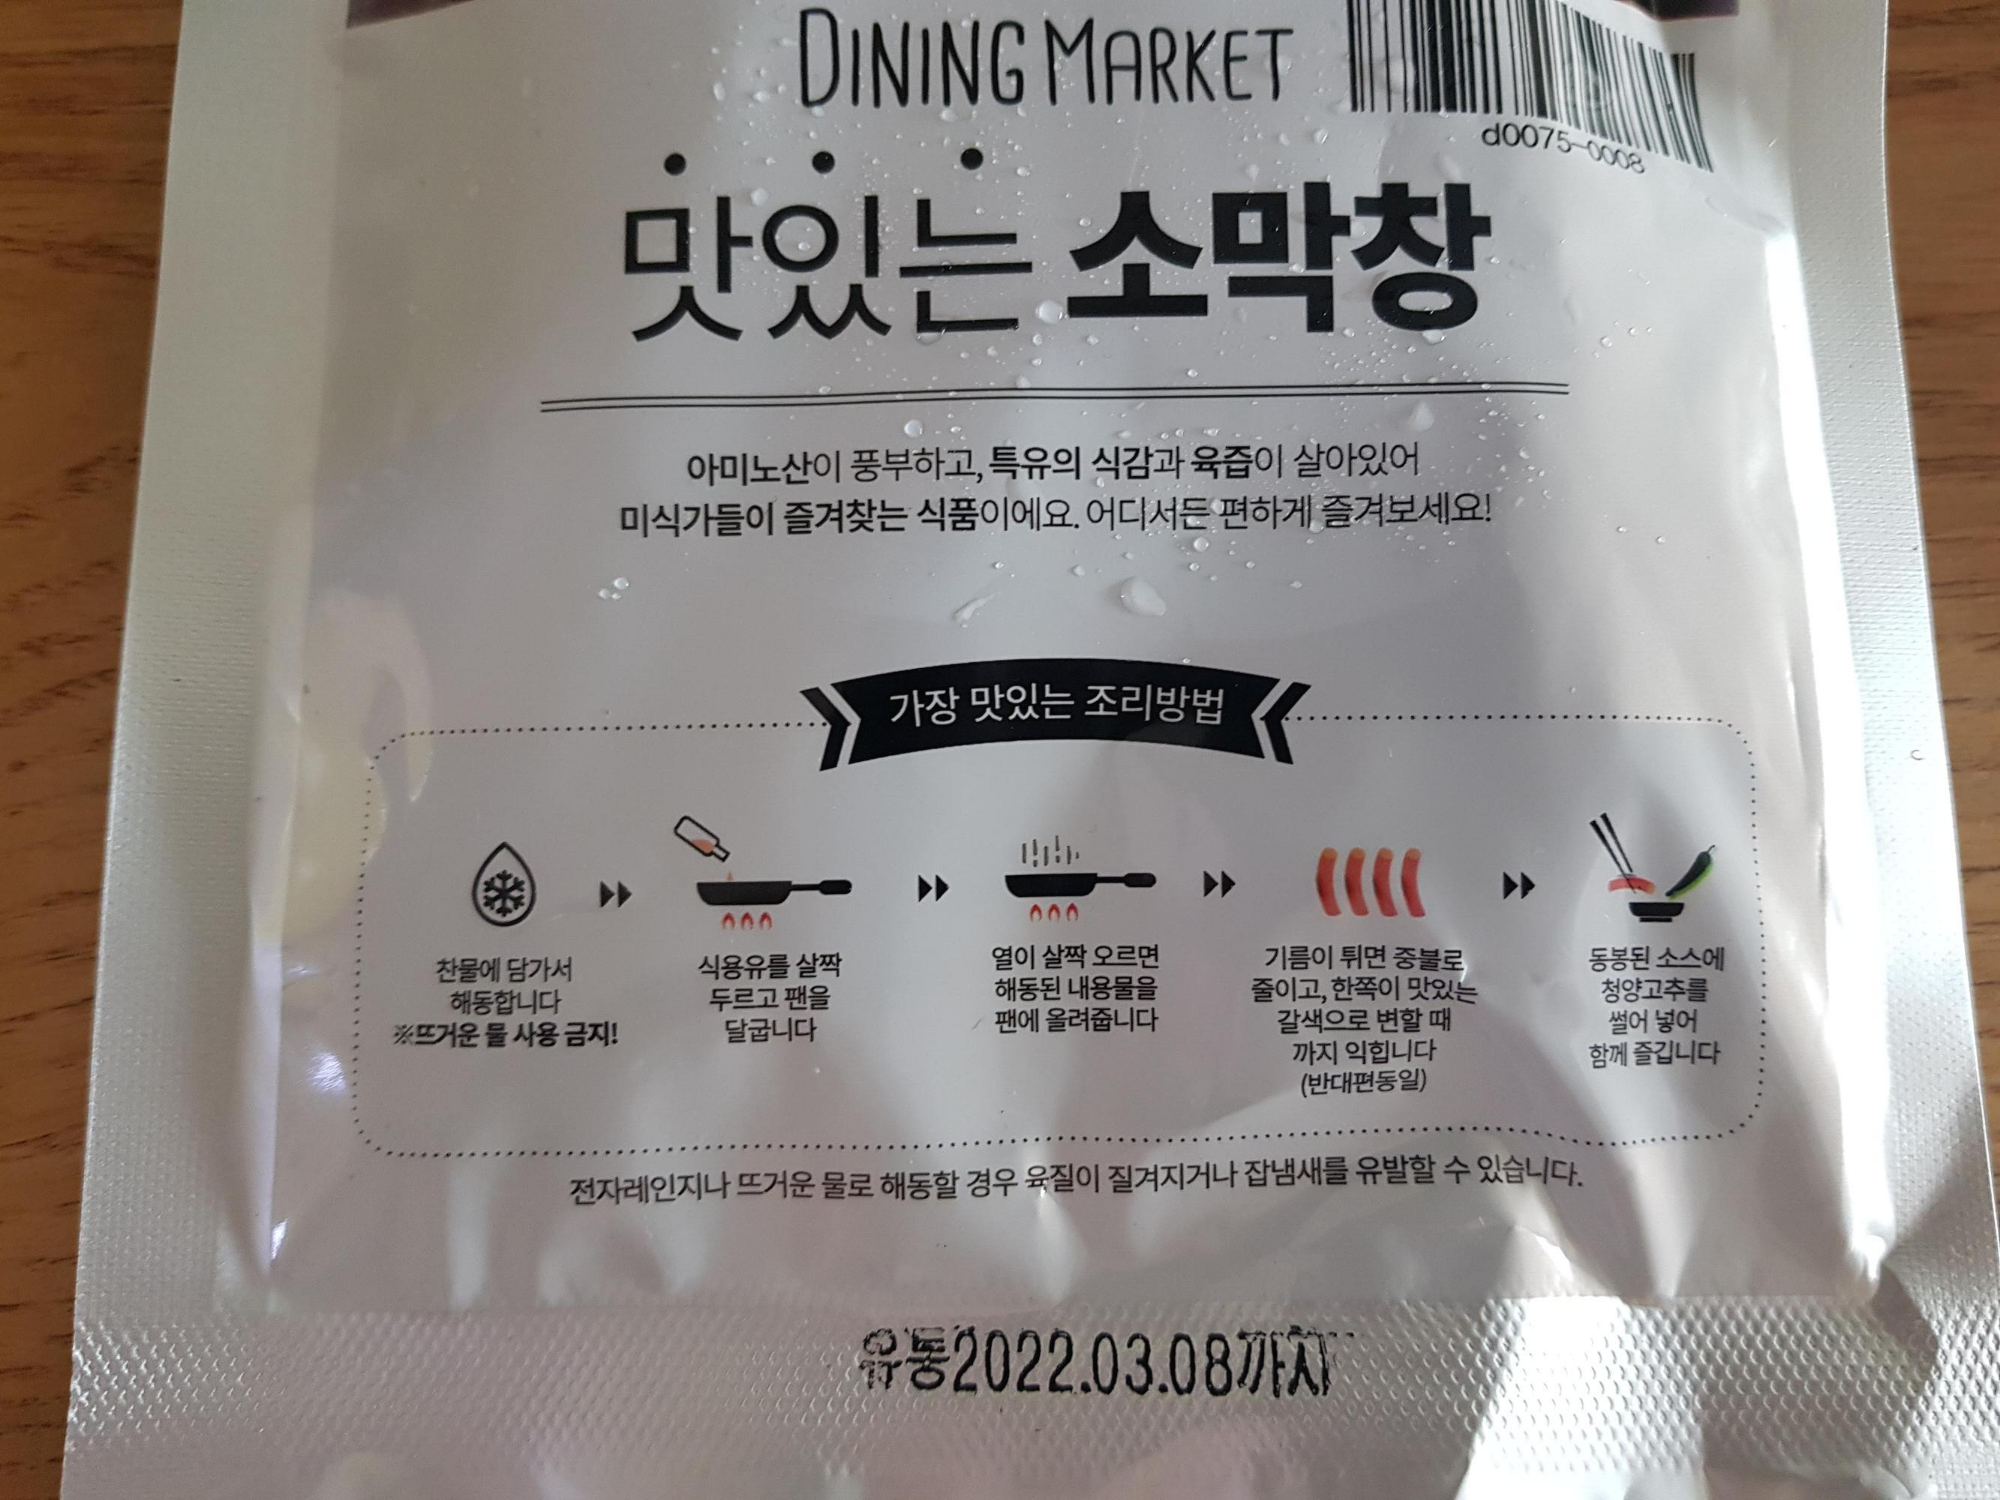 DINING MARKET
d0075-0008
맛있는 소막창
아미노산이 풍부하고, 특유의 식감과 육즙이 살아있어
미식가들이 즐겨찾는 식품이에요. 어디서든 편하게 즐겨보세요!
가장 맛있는 조리방법
찬물에 담가서
해동합니다
※뜨거운 물 사용 금지!
식용유를 살짝
두르고 팬을
달굽니다
열이 살짝 오르면
해동된 내용물을
팬에 올려줍니다
기름이 튀면 중불로
줄이고, 한쪽이 맛있는
갈색으로 변할 때
까지 익힙니다
(반대편동일)
동봉된 소스에
청양고추를
썰어 넣어
함께 즐깁니다
전자레인지나 뜨거운 물로 해동할 경우 육질이 질겨지거나 잡냄새를 유발할 수 있습니다.
유통2022.03.08까지